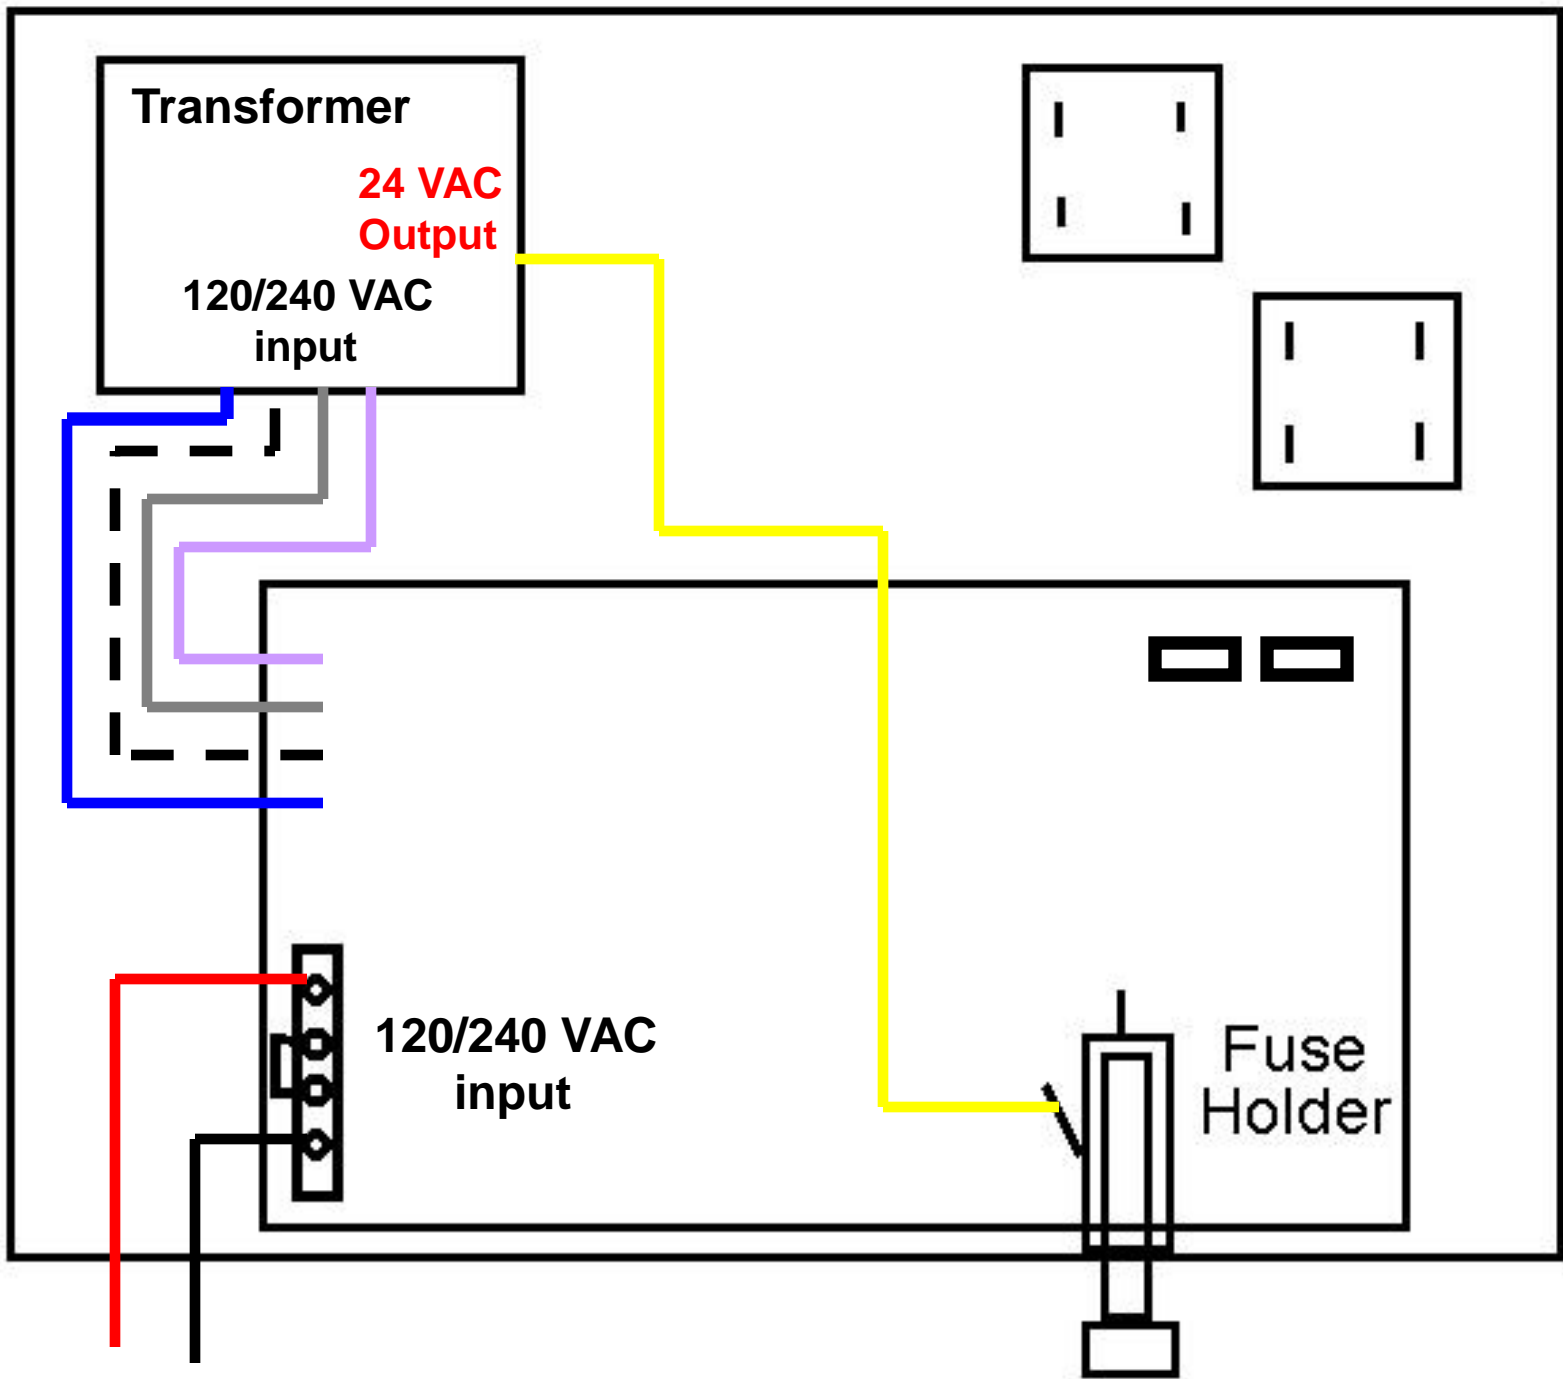 Transformer
24 VAC
Output
120/240 VAC
input
120/240 VAC
input
Fuse
Holder